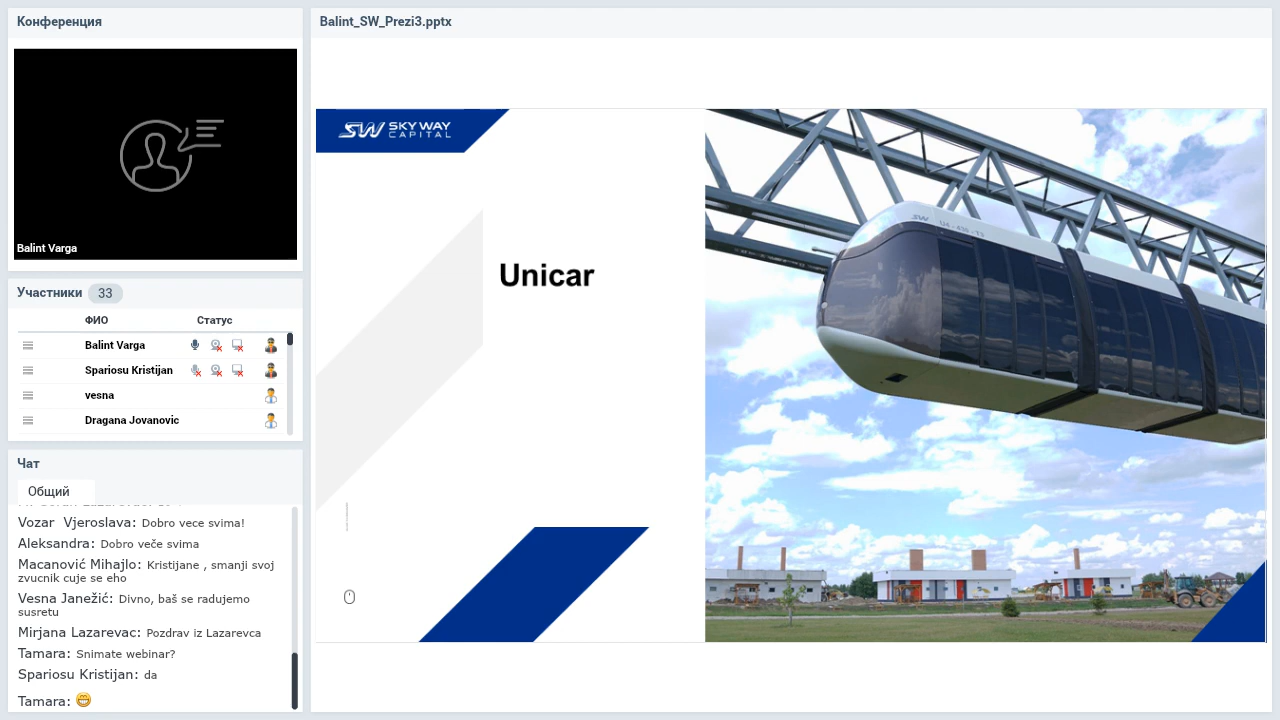 Конференция
Balint Varga
Участники 33
ФИО Статус
Balint Varga
Spariosu Kristijan
vesna
Dragana Jovanovic
Чат
Общий
Vozar Vjeroslava: Dobro vece svima!
Aleksandra: Dobro veče svima
Macanović Mihajlo: Kristijane , smanji svoj
zvucnik cuje se eho
Vesna Janežić: Divno, baš se radujemo
susretu
Mirjana Lazarevac: Pozdrav iz Lazarevca
Tamara: Snimate webinar?
Spariosu Kristijan: da
Tamara: 😁
Balint_SW_Prezi3.pptx
SW SKY WAY
CAPITAL
Unicar
SW